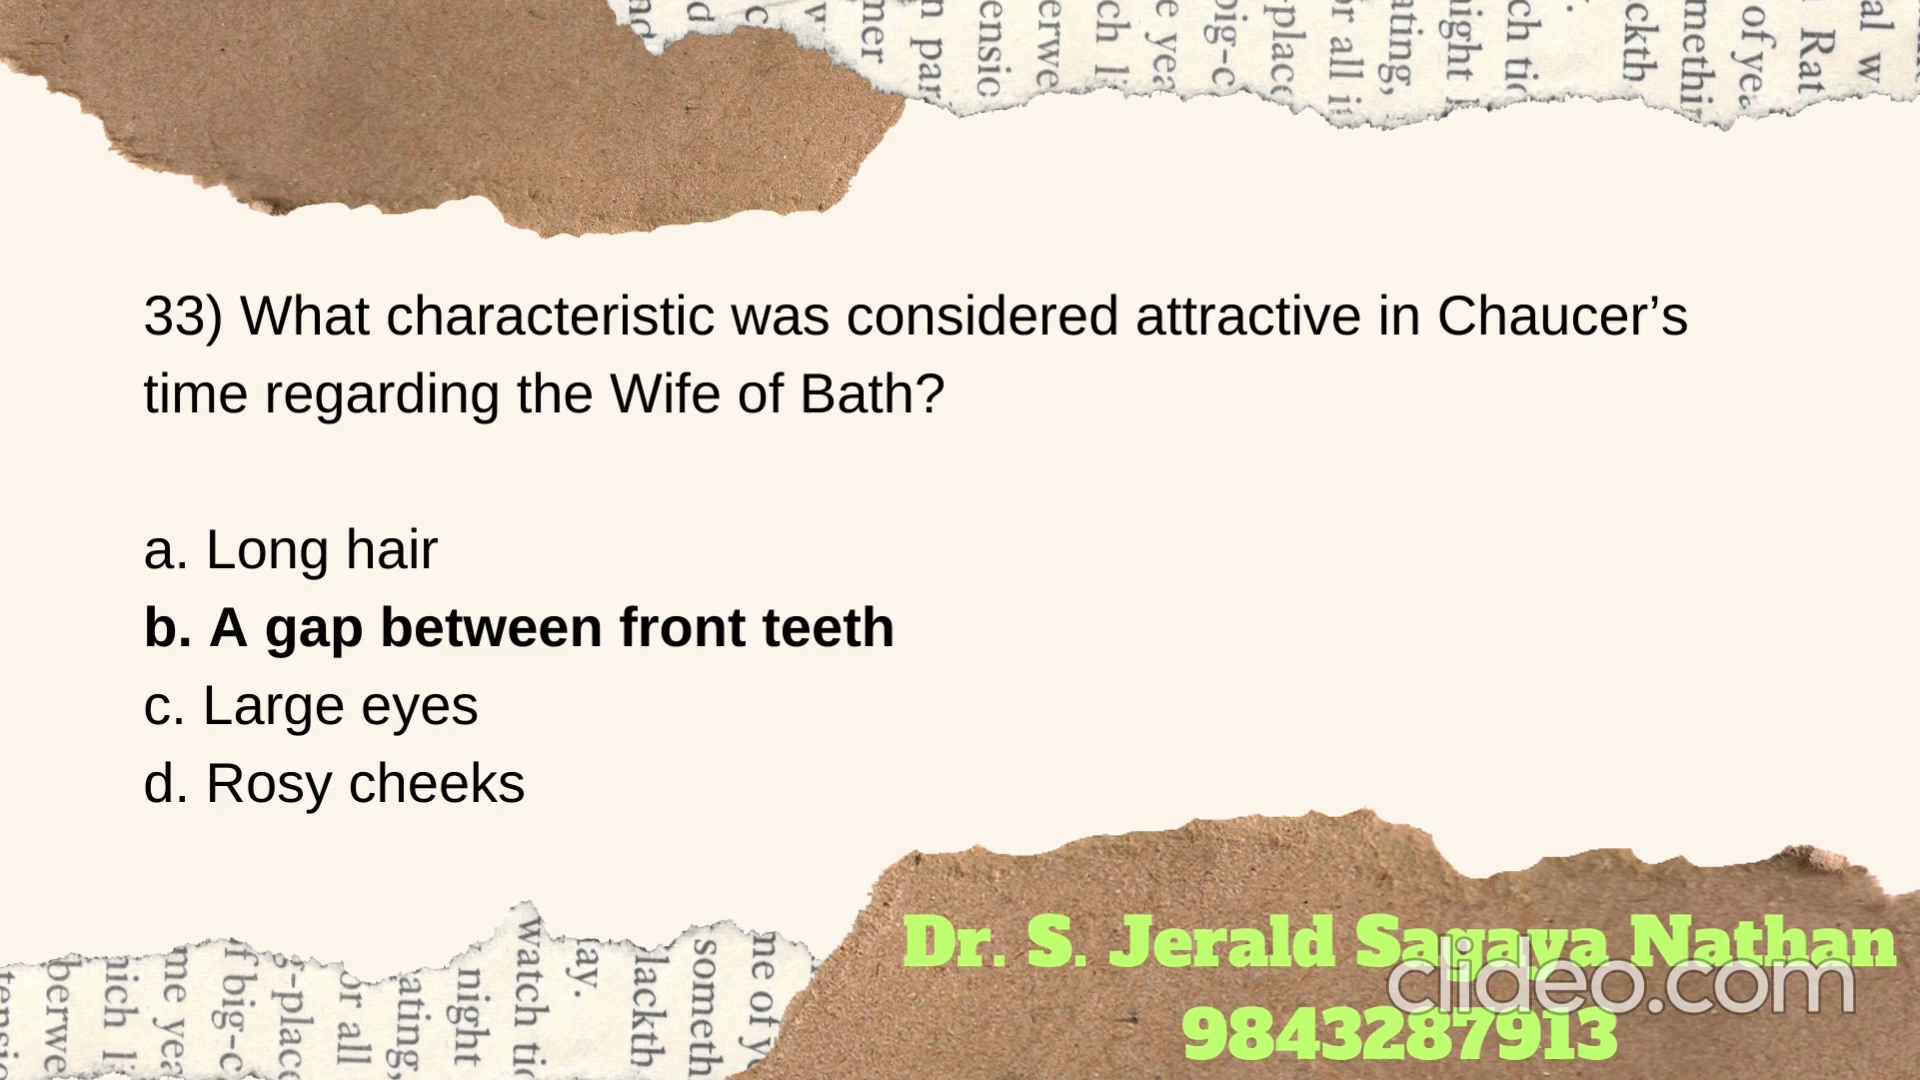 33) What characteristic was considered attractive in Chaucer’s
time regarding the Wife of Bath?
a. Long hair
b. A gap between front teeth
c. Large eyes
d. Rosy cheeks
Dr. S. Jerald Sagaya Nathan
clideo.com
9843287913